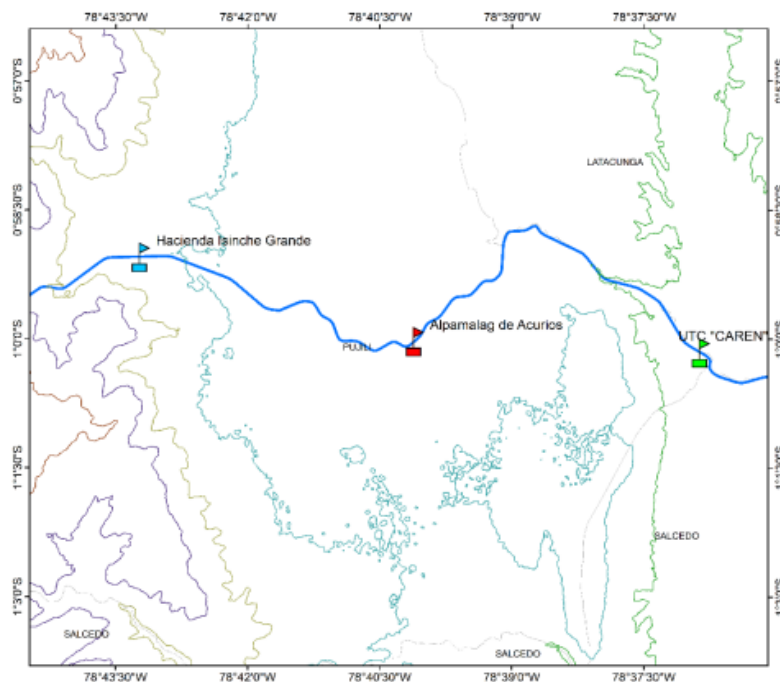 78°43'30"W 78°42'0"W 78°40'30"W 78°39'0"W 78°37'30"W
0°57'0"S
LATACUNGA
0°58'30"S 0°58'30"S
Hacienda Isinche Grande
Alpamalag de Acurios
1°0'0"S
UTC "CAREN"
PUJILI
1°1'30"S
SALCEDO
1°3'0"S
SALCEDO
SALCEDO
78°43'30"W 78°42'0"W 78°40'30"W 78°39'0"W 78°37'30"W